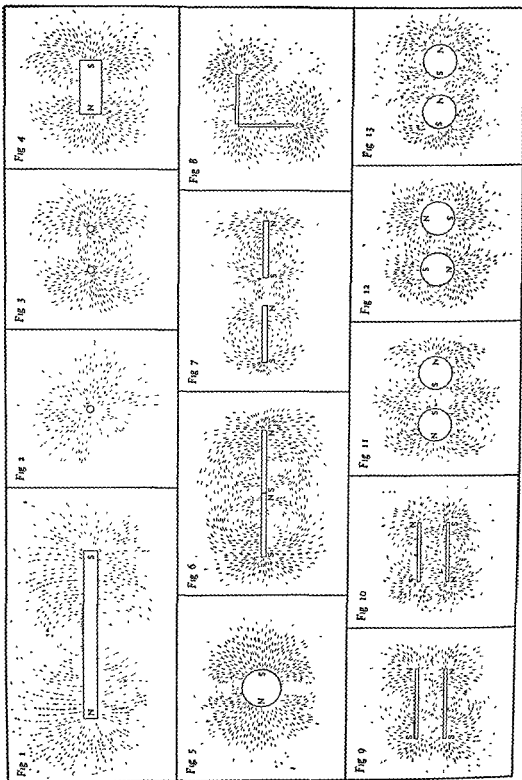 Fig 1
N S
Fig 2
Fig 3
Fig 4
N S
Fig 5
N S
Fig 6
S N S N
Fig 7
S N S
Fig 8
Fig 9
S N
S N
Fig 10
S N
N S
Fig 11
N S S N
Fig 12
S N
N S
Fig 13
S N S N